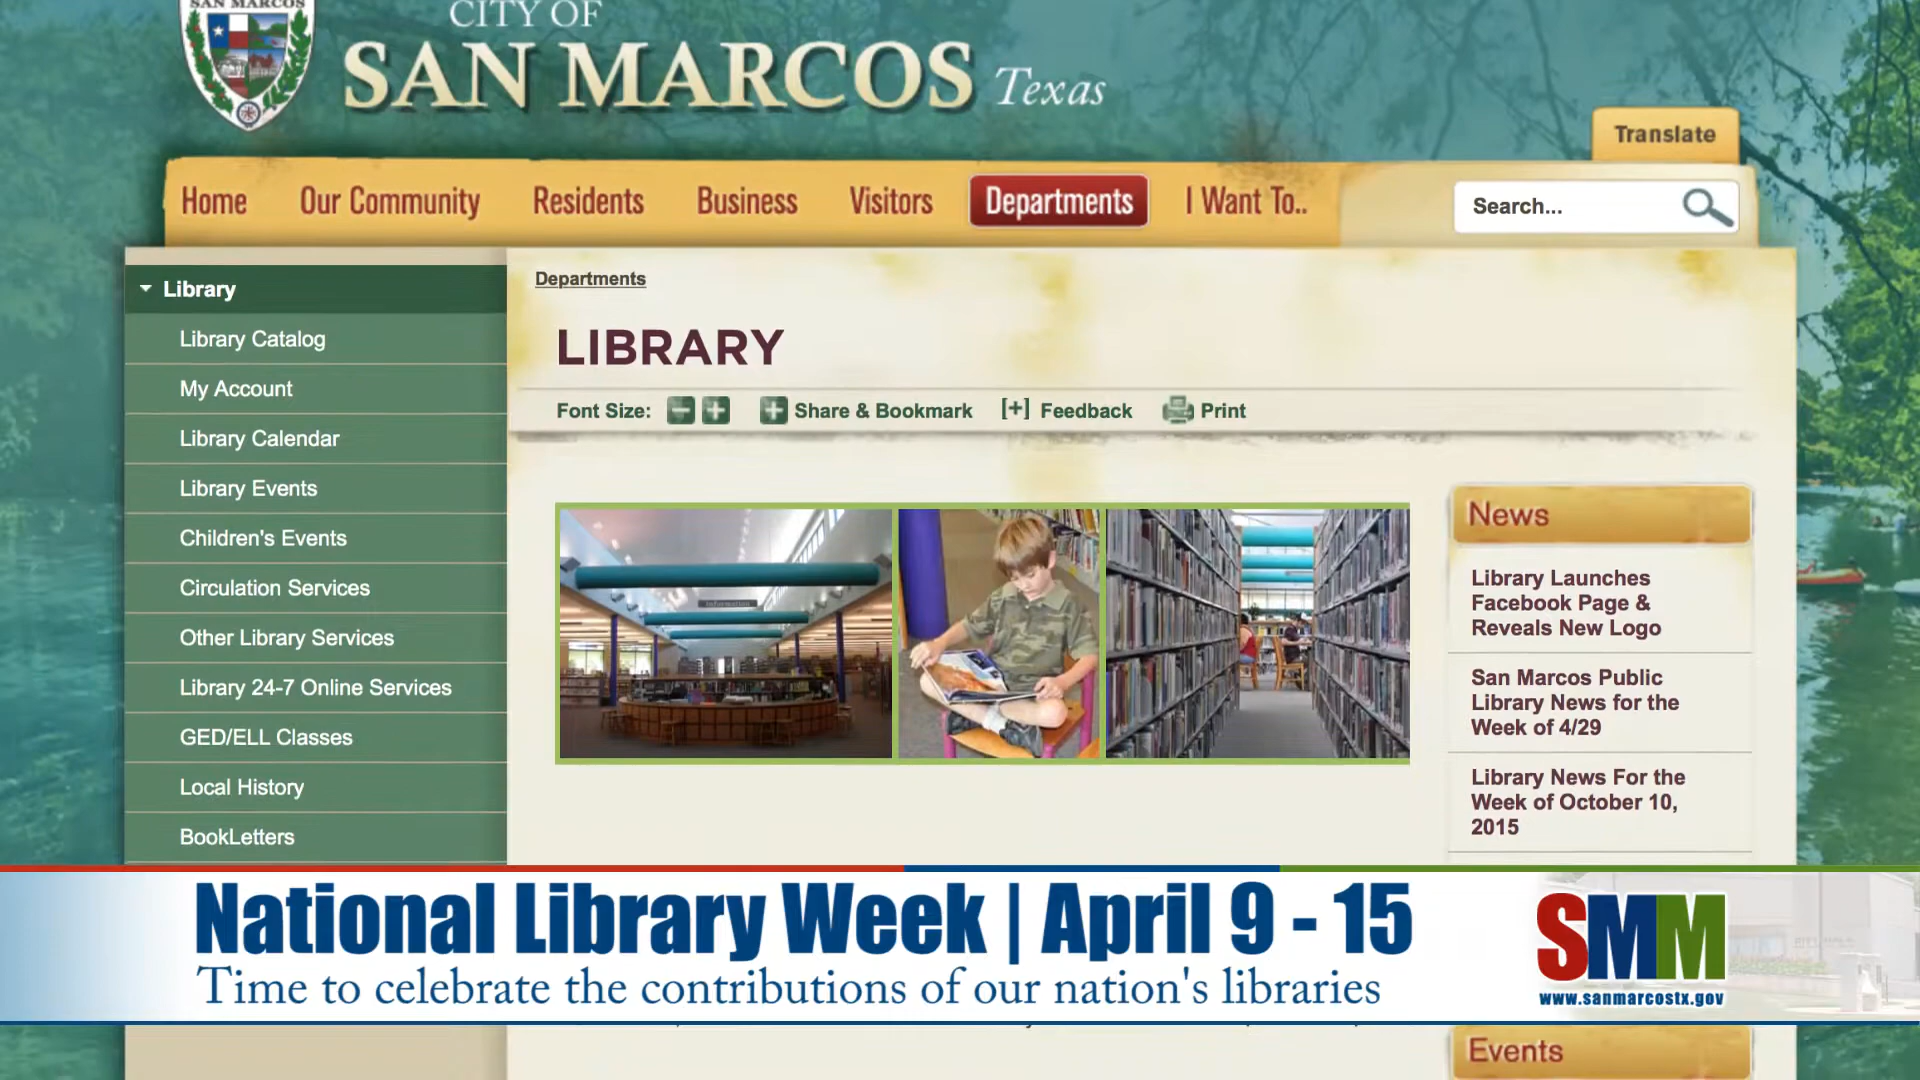 SAN MARCOS
CITY OF
SAN MARCOS Texas
Translate
Home Our Community Residents Business Visitors Departments I Want To..
Search...
Library
Library Catalog
My Account
Library Calendar
Library Events
Children's Events
Circulation Services
Other Library Services
Library 24-7 Online Services
GED/ELL Classes
Local History
BookLetters
Departments
LIBRARY
Font Size: Share & Bookmark [+] Feedback Print
Information
News
Library Launches
Facebook Page &
Reveals New Logo
San Marcos Public
Library News for the
Week of 4/29
Library News For the
Week of October 10,
2015
National Library Week | April 9 - 15
Time to celebrate the contributions of our nation's libraries
SMM
www.sanmarcostx.gov
Events